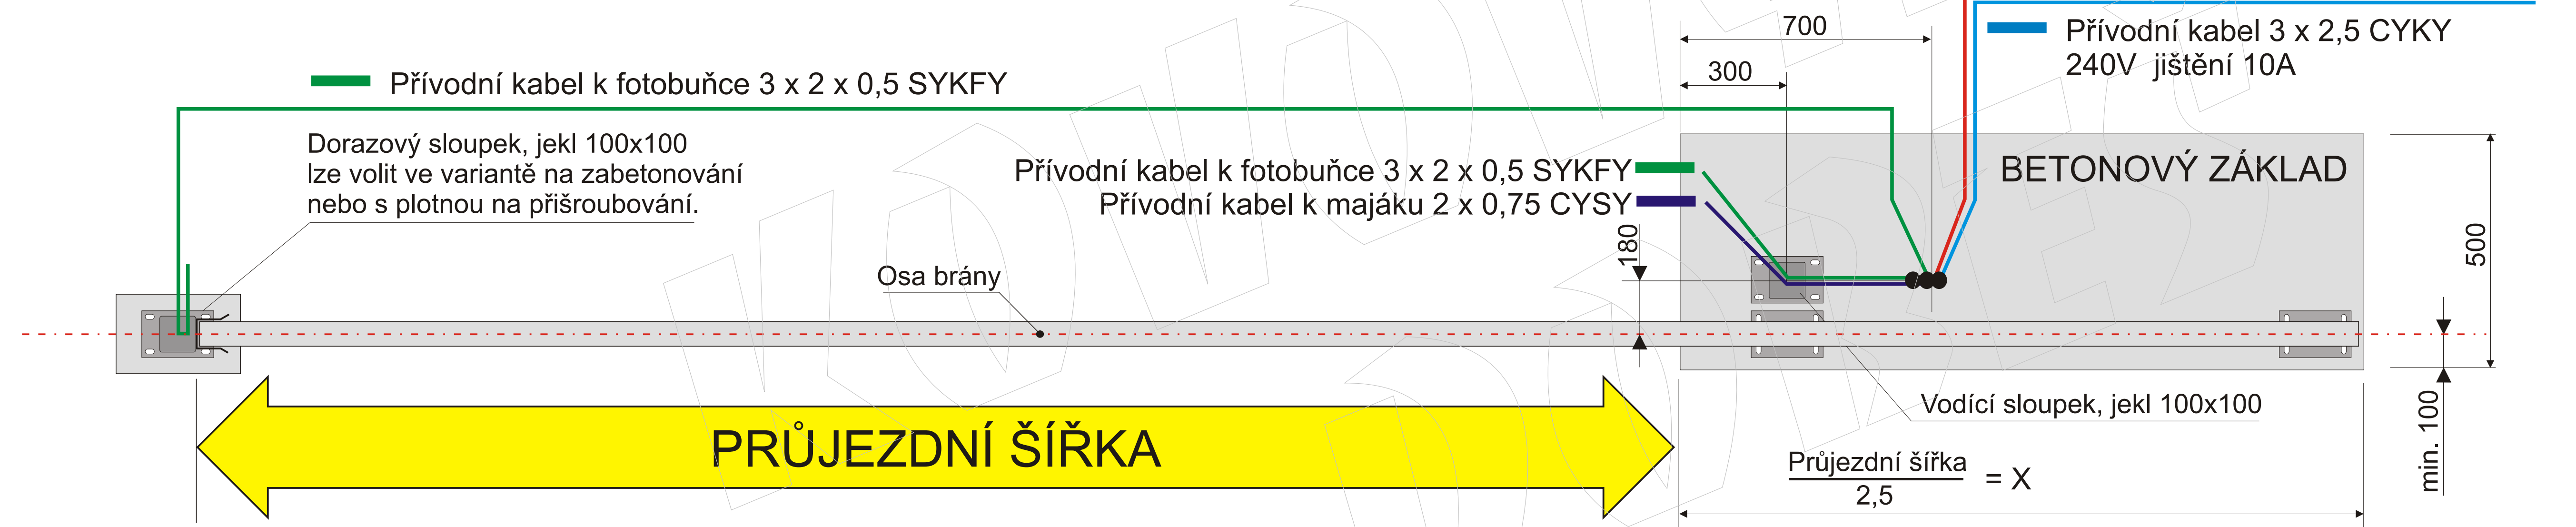 700
Přívodní kabel 3 x 2,5 CYKY
240V jištění 10A
300
Přívodní kabel k fotobuňce 3 x 2 x 0,5 SYKFY
Dorazový sloupek, jekl 100x100
lze volit ve variantě na zabetonování
nebo s plotnou na přišroubování.
Přívodní kabel k fotobuňce 3 x 2 x 0,5 SYKFY
Přívodní kabel k majáku 2 x 0,75 CYSY
BETONOVÝ ZÁKLAD
180
500
Osa brány
Vodící sloupek, jekl 100x100
min. 100
PRŮJEZDNÍ ŠÍŘKA
Průjezdní šířka
2,5
= X